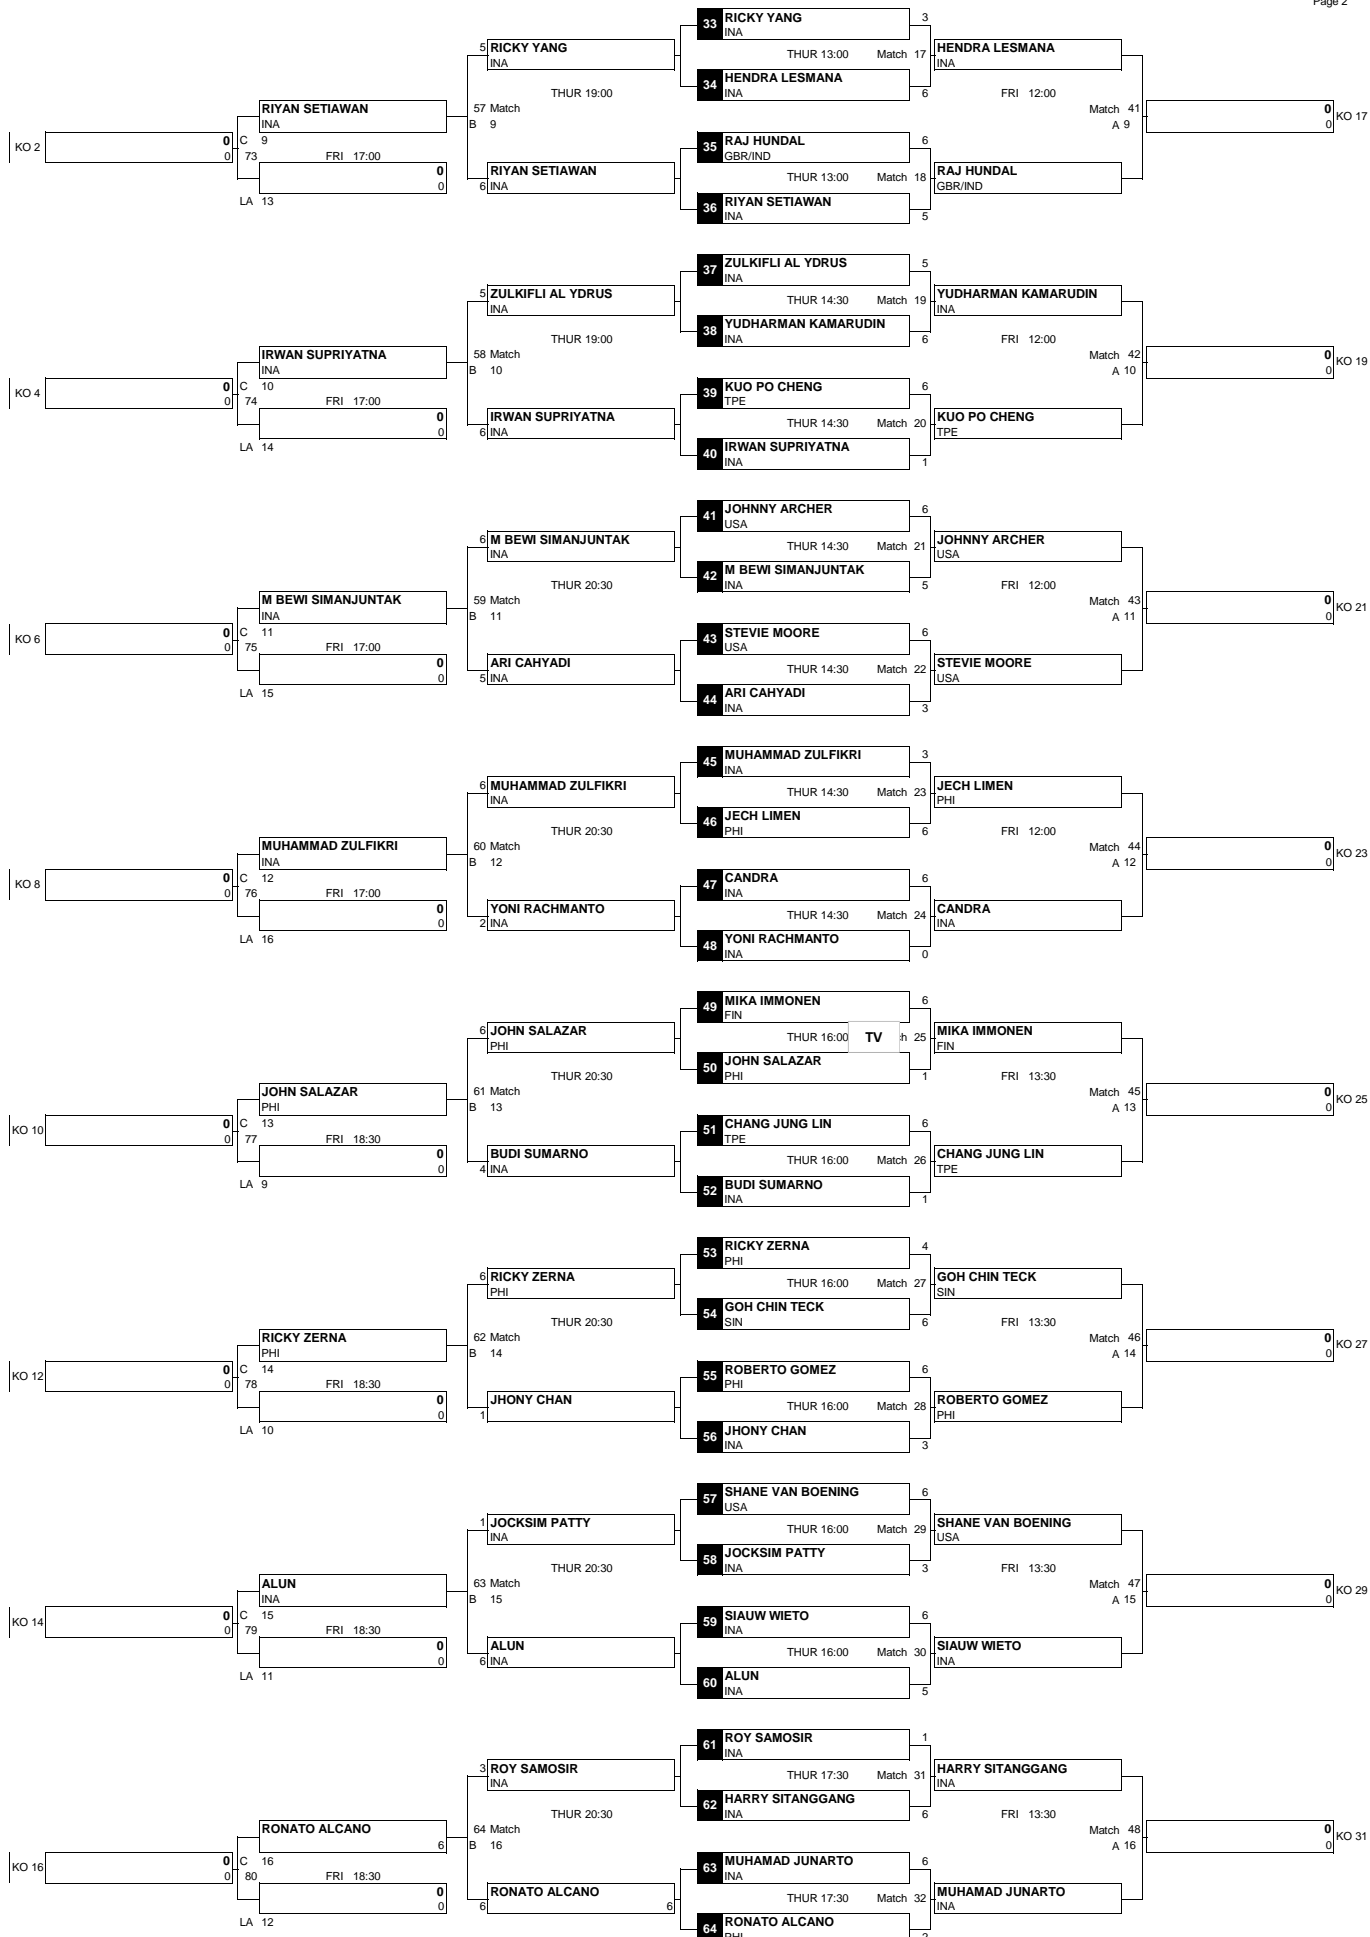 Page 2
33 RICKY YANG 3
INA
5 RICKY YANG THUR 13:00 Match 17 HENDRA LESMANA
INA INA
34 HENDRA LESMANA
THUR 19:00 INA 6 FRI 12:00
RIYAN SETIAWAN 57 Match Match 41 0
INA B 9 A 9 0 KO 17
KO 2 0 C 9 35 RAJ HUNDAL 6
0 73 FRI 17:00 GBR/IND
0 RIYAN SETIAWAN THUR 13:00 Match 18 RAJ HUNDAL
0 6 INA GBR/IND
LA 13 36 RIYAN SETIAWAN
INA 5
37 ZULKIFLI AL YDRUS 5
INA
5 ZULKIFLI AL YDRUS THUR 14:30 Match 19 YUDHARMAN KAMARUDIN
INA INA
38 YUDHARMAN KAMARUDIN
THUR 19:00 INA 6 FRI 12:00
IRWAN SUPRIYATNA 58 Match Match 42 0
INA B 10 A 10 0 KO 19
KO 4 0 C 10 39 KUO PO CHENG 6
0 74 FRI 17:00 TPE
0 IRWAN SUPRIYATNA THUR 14:30 Match 20 KUO PO CHENG
0 6 INA TPE
LA 14 40 IRWAN SUPRIYATNA
INA 1
41 JOHNNY ARCHER 6
USA
6 M BEWI SIMANJUNTAK THUR 14:30 Match 21 JOHNNY ARCHER
INA USA
42 M BEWI SIMANJUNTAK
THUR 20:30 INA 5 FRI 12:00
M BEWI SIMANJUNTAK 59 Match Match 43 0
INA B 11 A 11 0 KO 21
KO 6 0 C 11 43 STEVIE MOORE 6
0 75 FRI 17:00 USA
0 ARI CAHYADI THUR 14:30 Match 22 STEVIE MOORE
0 5 INA USA
LA 15 44 ARI CAHYADI
INA 3
45 MUHAMMAD ZULFIKRI 3
INA
6 MUHAMMAD ZULFIKRI THUR 14:30 Match 23 JECH LIMEN
INA PHI
46 JECH LIMEN
THUR 20:30 PHI 6 FRI 12:00
MUHAMMAD ZULFIKRI 60 Match Match 44 0
INA B 12 A 12 0 KO 23
KO 8 0 C 12 47 CANDRA 6
0 76 FRI 17:00 INA
0 YONI RACHMANTO THUR 14:30 Match 24 CANDRA
0 2 INA INA
LA 16 48 YONI RACHMANTO
INA 0
49 MIKA IMMONEN 6
FIN
6 JOHN SALAZAR THUR 16:00 TV h 25 MIKA IMMONEN
PHI FIN
50 JOHN SALAZAR
THUR 20:30 PHI 1 FRI 13:30
JOHN SALAZAR 61 Match Match 45 0
PHI B 13 A 13 0 KO 25
KO 10 0 C 13 51 CHANG JUNG LIN 6
0 77 FRI 18:30 TPE
0 BUDI SUMARNO THUR 16:00 Match 26 CHANG JUNG LIN
0 4 INA TPE
LA 9 52 BUDI SUMARNO
INA 1
53 RICKY ZERNA 4
PHI
6 RICKY ZERNA THUR 16:00 Match 27 GOH CHIN TECK
PHI SIN
54 GOH CHIN TECK
THUR 20:30 SIN 6 FRI 13:30
RICKY ZERNA 62 Match Match 46 0
PHI B 14 A 14 0 KO 27
KO 12 0 C 14 55 ROBERTO GOMEZ 6
0 78 FRI 18:30 PHI
0 JHONY CHAN THUR 16:00 Match 28 ROBERTO GOMEZ
0 1 PHI
LA 10 56 JHONY CHAN
INA 3
57 SHANE VAN BOENING 6
USA
1 JOCKSIM PATTY THUR 16:00 Match 29 SHANE VAN BOENING
INA USA
58 JOCKSIM PATTY
THUR 20:30 INA 3 FRI 13:30
ALUN 63 Match Match 47 0
INA B 15 A 15 0 KO 29
KO 14 0 C 15 59 SIAUW WIETO 6
0 79 FRI 18:30 INA
0 ALUN THUR 16:00 Match 30 SIAUW WIETO
0 6 INA INA
LA 11 60 ALUN
INA 5
61 ROY SAMOSIR 1
INA
3 ROY SAMOSIR THUR 17:30 Match 31 HARRY SITANGGANG
INA INA
62 HARRY SITANGGANG
THUR 20:30 INA 6 FRI 13:30
RONATO ALCANO 64 Match Match 48 0
6 B 16 A 16 0 KO 31
KO 16 0 C 16 63 MUHAMAD JUNARTO 6
0 80 FRI 18:30 INA
0 RONATO ALCANO THUR 17:30 Match 32 MUHAMAD JUNARTO
0 6 6 INA
LA 12 64 RONATO ALCANO
PHI 2